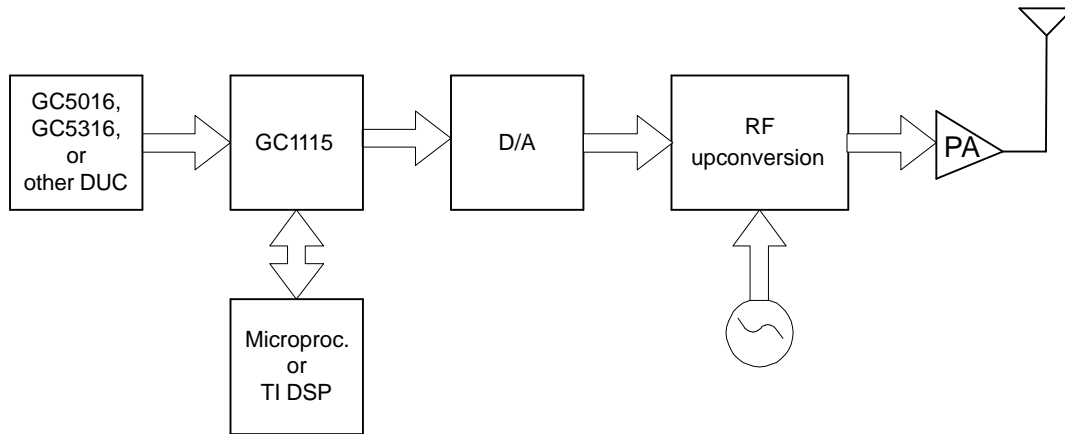 GC5016,
GC5316,
or
other DUC
GC1115
D/A
RF
upconversion
PA
Microproc.
or
TI DSP